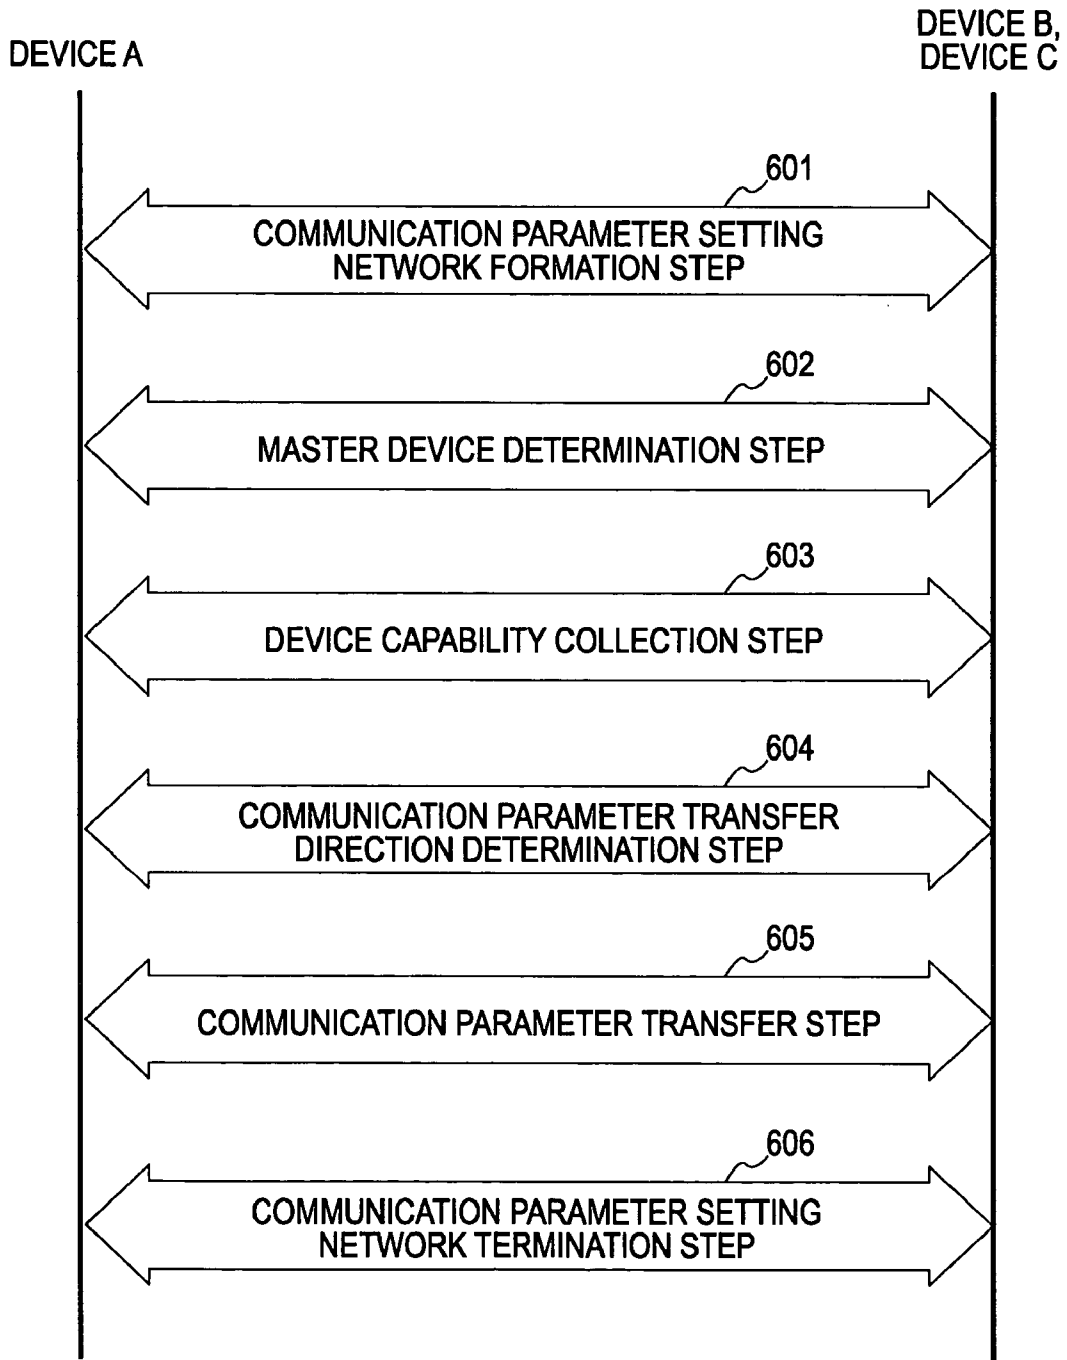 DEVICE A
DEVICE B,
DEVICE C
601
COMMUNICATION PARAMETER SETTING
NETWORK FORMATION STEP
602
MASTER DEVICE DETERMINATION STEP
603
DEVICE CAPABILITY COLLECTION STEP
604
COMMUNICATION PARAMETER TRANSFER
DIRECTION DETERMINATION STEP
605
COMMUNICATION PARAMETER TRANSFER STEP
606
COMMUNICATION PARAMETER SETTING
NETWORK TERMINATION STEP